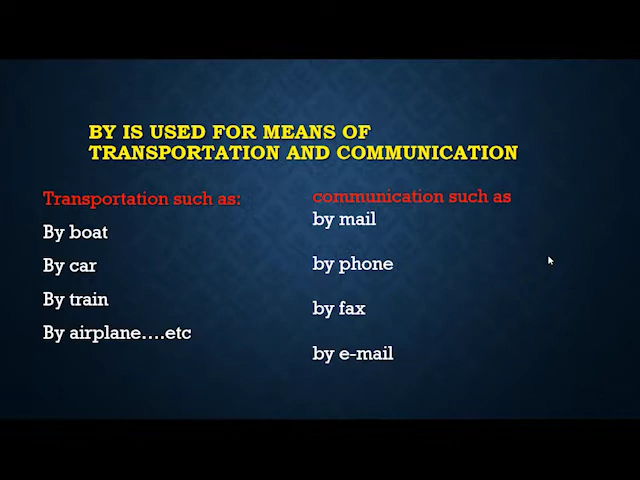 BY IS USED FOR MEANS OF
TRANSPORTATION AND COMMUNICATION
Transportation such as:
By boat
By car
By train
By airplane....etc
communication such as
by mail
by phone
by fax
by e-mail